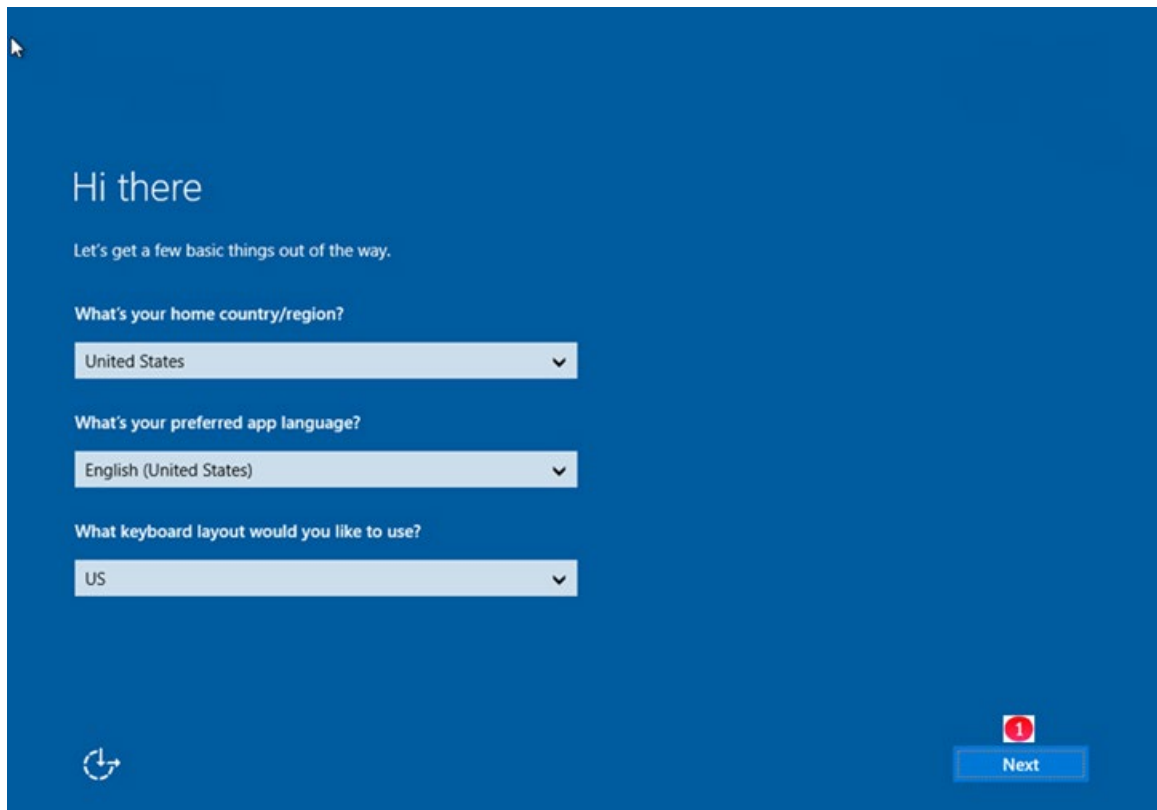 Hi there
Let's get a few basic things out of the way.
What's your home country/region?
United States
What's your preferred app language?
English (United States)
What keyboard layout would you like to use?
US
1
Next